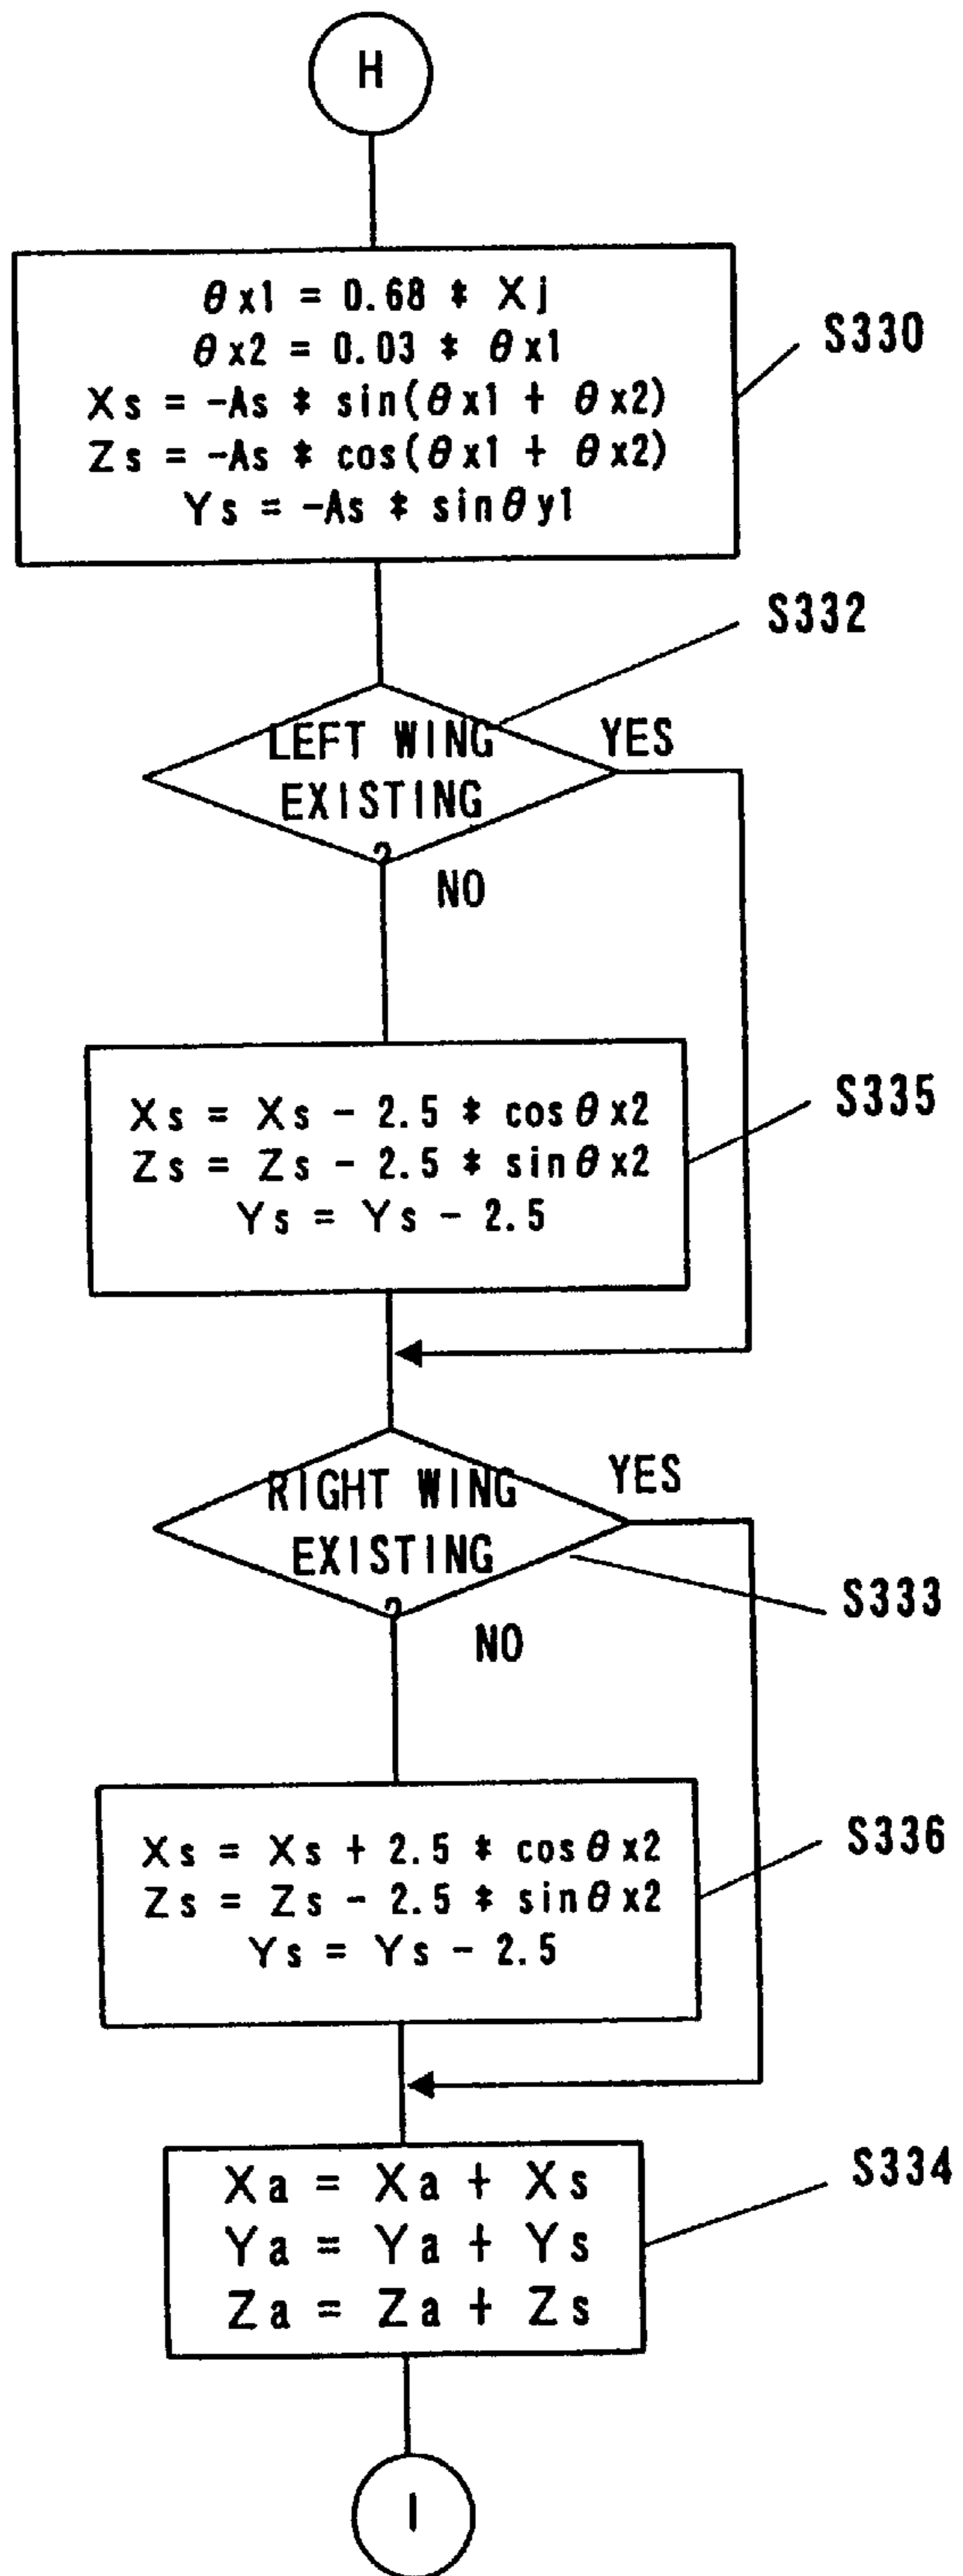 H
θx1 = 0.68 * Xj
θx2 = 0.03 * θx1
Xs = -As * sin(θx1 + θx2)
Zs = -As * cos(θx1 + θx2)
Ys = -As * sinθy1
S330
S332
LEFT WING
EXISTING
?
YES
NO
Xs = Xs - 2.5 * cosθx2
Zs = Zs - 2.5 * sinθx2
Ys = Ys - 2.5
S335
RIGHT WING
EXISTING
?
YES
S333
NO
Xs = Xs + 2.5 * cosθx2
Zs = Zs - 2.5 * sinθx2
Ys = Ys - 2.5
S336
Xa = Xa + Xs
Ya = Ya + Ys
Za = Za + Zs
S334
I